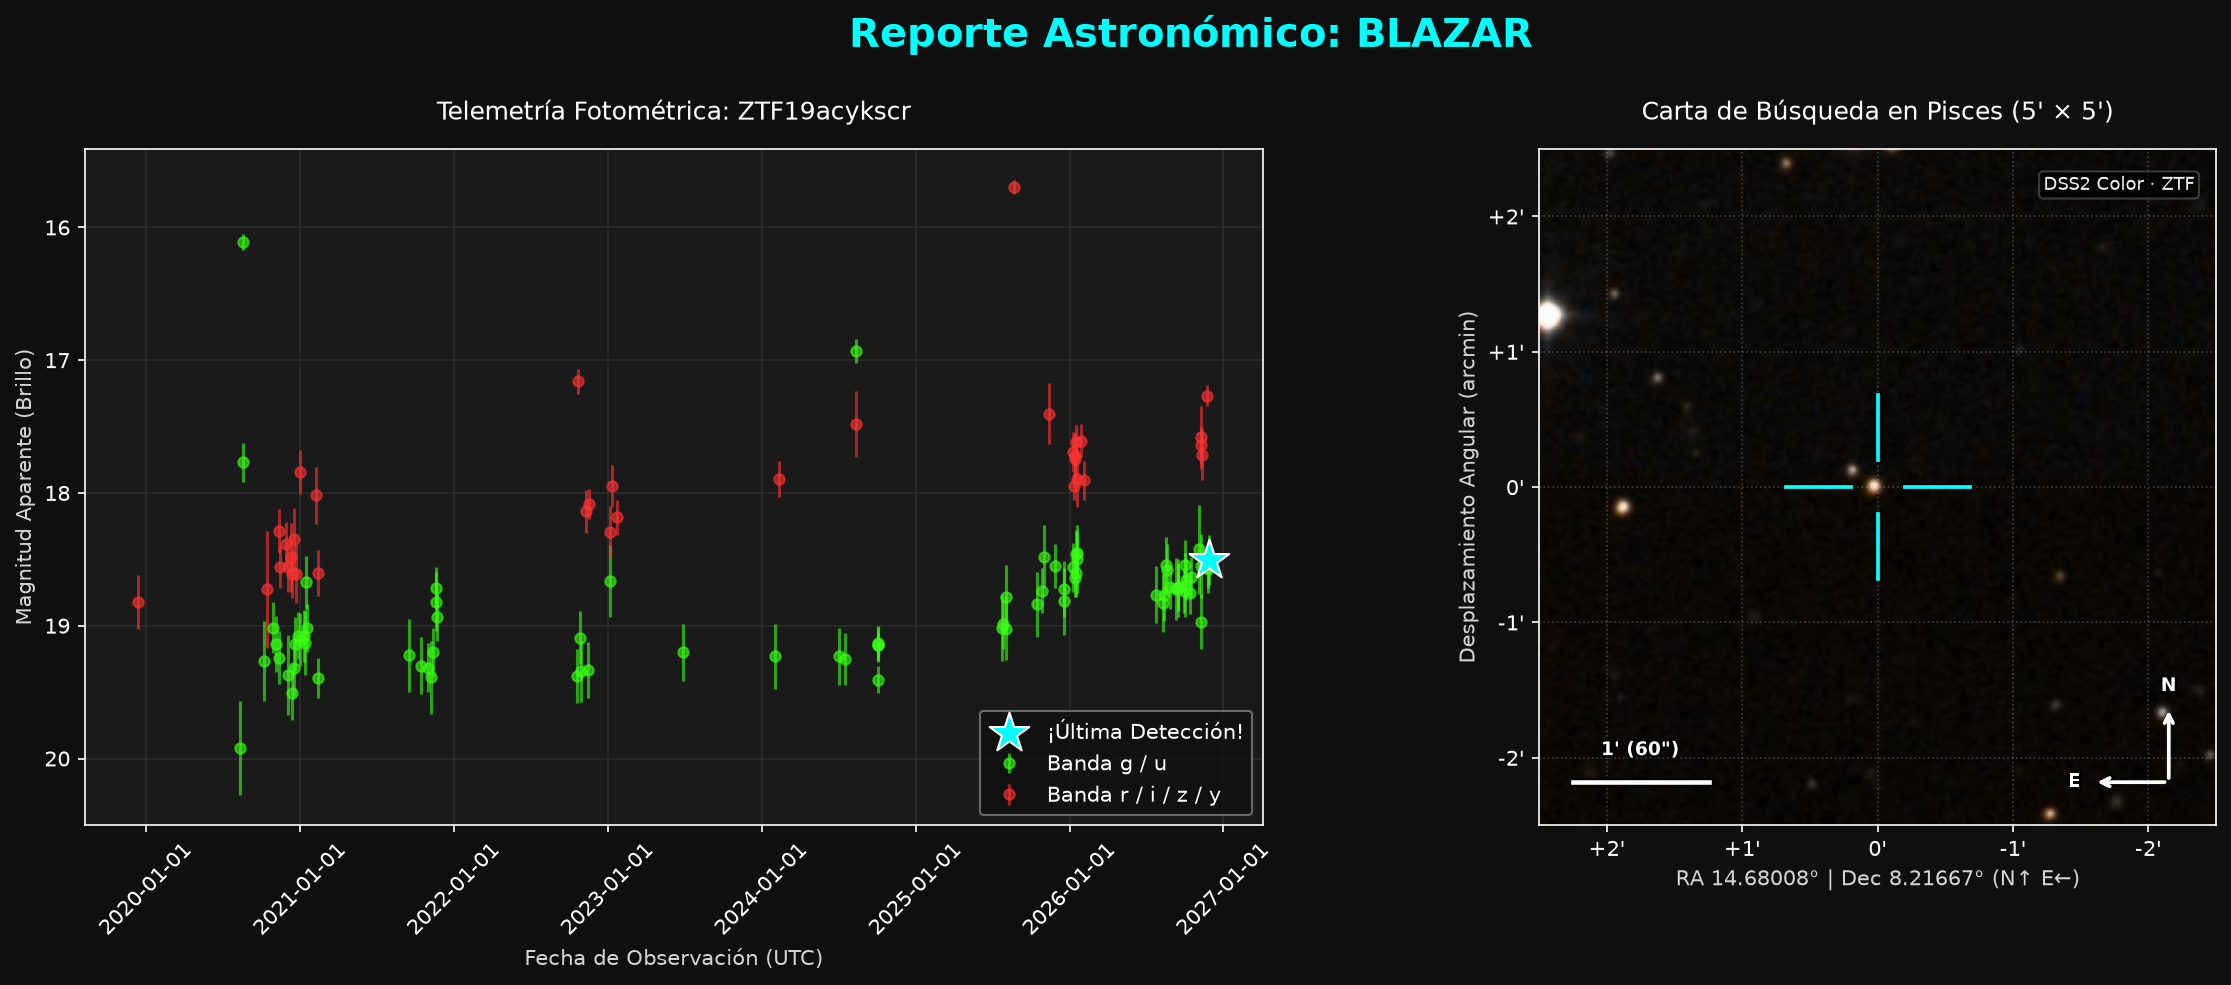 Reporte Astronómico: BLAZAR
Telemetría Fotométrica: ZTF19acykscr
Magnitud Aparente (Brillo)
16
17
18
19
20
¡Última Detección!
Banda g / u
Banda r / i / z / y
2020-01-01
2021-01-01
2022-01-01
2023-01-01
2024-01-01
2025-01-01
2026-01-01
2027-01-01
Fecha de Observación (UTC)
Carta de Búsqueda en Pisces (5' × 5')
DSS2 Color · ZTF
Desplazamiento Angular (arcmin)
+2'
+1'
0'
-1'
-2'
N
E
1' (60")
+2'
+1'
0'
-1'
-2'
RA 14.68008° | Dec 8.21667° (N↑ E←)